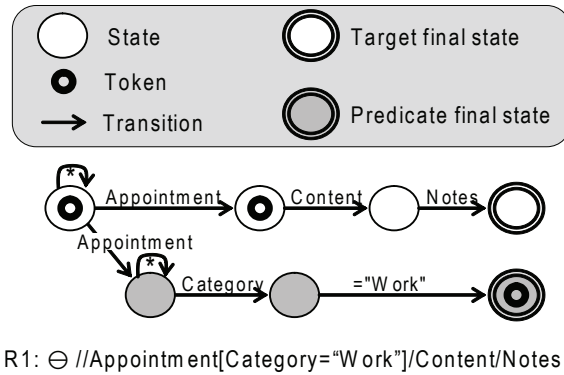 State Target final state
Token
Transition Predicate final state
*
Appointment Content Notes
Appointment
*
Category ="Work"
R1: ⊖ //Appointment[Category=“Work”]/Content/Notes